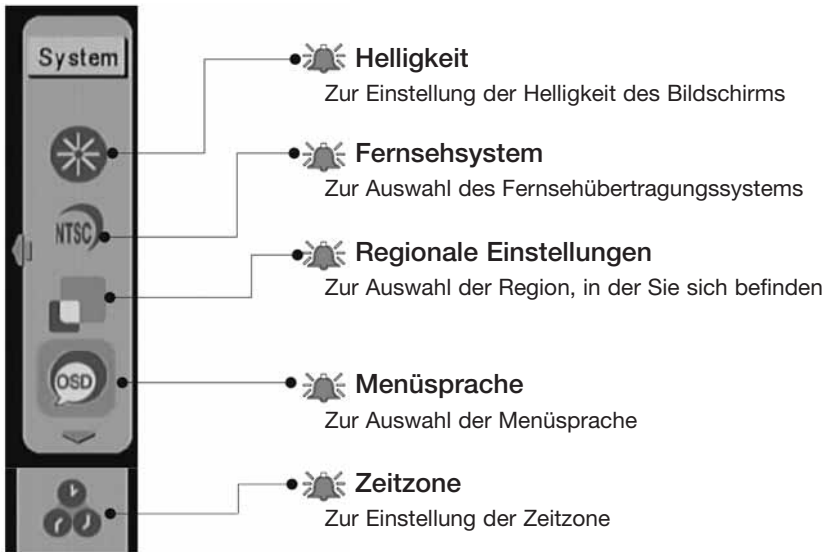 System
Helligkeit
Zur Einstellung der Helligkeit des Bildschirms
Fernsehsystem
Zur Auswahl des Fernsehübertragungssystems
NTSC
Regionale Einstellungen
Zur Auswahl der Region, in der Sie sich befinden
OSD
Menüsprache
Zur Auswahl der Menüsprache
Zeitzone
Zur Einstellung der Zeitzone